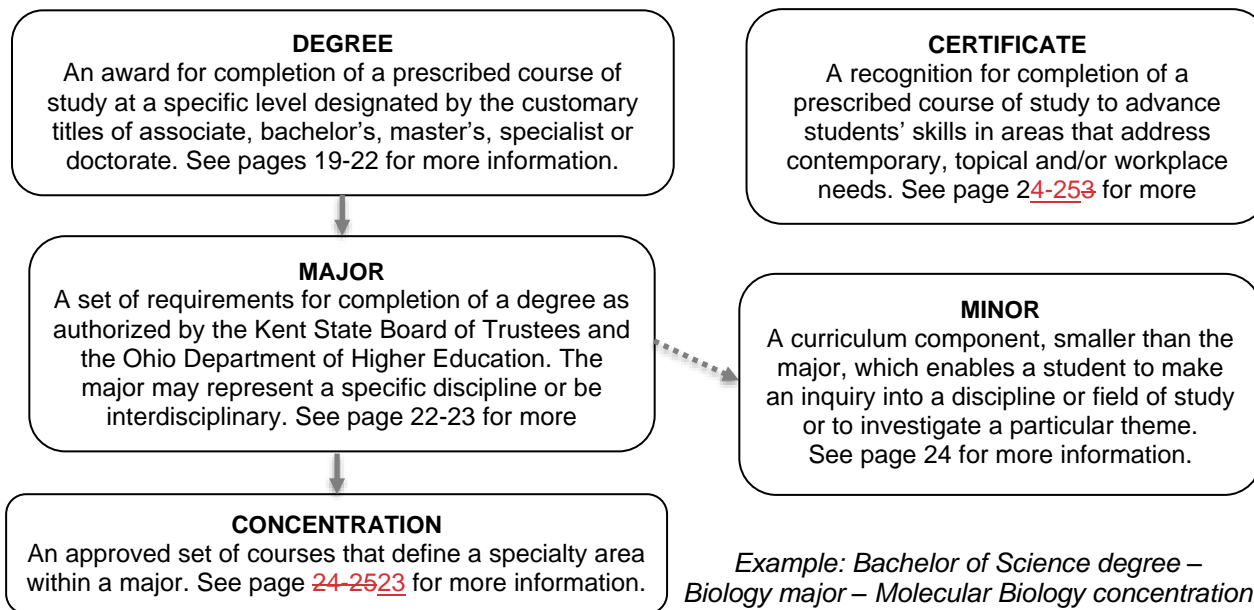 DEGREE
An award for completion of a prescribed course of
study at a specific level designated by the customary
titles of associate, bachelor’s, master’s, specialist or
doctorate. See pages 19-22 for more information.
CERTIFICATE
A recognition for completion of a
prescribed course of study to advance
students’ skills in areas that address
contemporary, topical and/or workplace
needs. See page 24-253 for more
MAJOR
A set of requirements for completion of a degree as
authorized by the Kent State Board of Trustees and
the Ohio Department of Higher Education. The
major may represent a specific discipline or be
interdisciplinary. See page 22-23 for more
MINOR
A curriculum component, smaller than the
major, which enables a student to make
an inquiry into a discipline or field of study
or to investigate a particular theme.
See page 24 for more information.
CONCENTRATION
An approved set of courses that define a specialty area
within a major. See page 24-2523 for more information.
Example: Bachelor of Science degree –
Biology major – Molecular Biology concentration